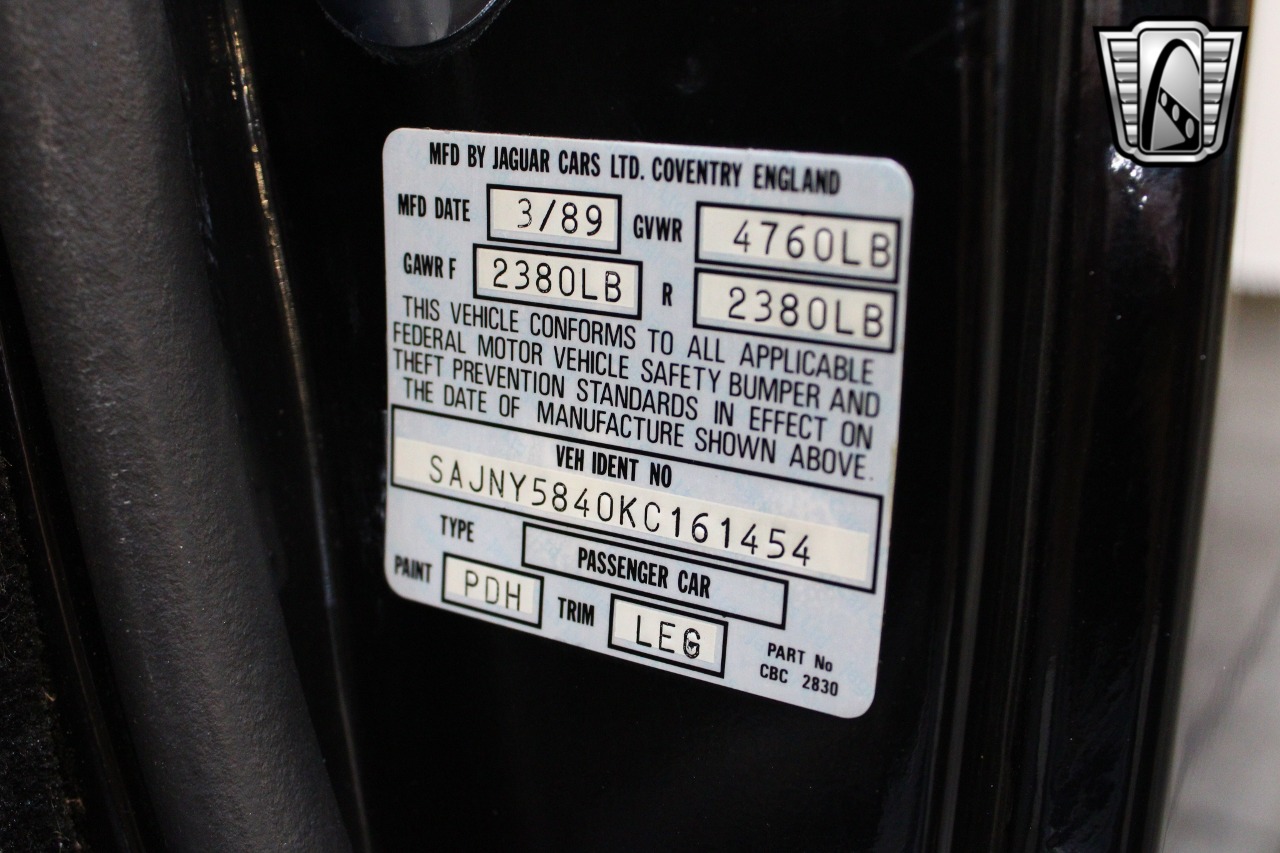 MFD BY JAGUAR CARS LTD. COVENTRY ENGLAND
MFD DATE 3/89 GVWR 4760LB
GAWR F 2380LB R 2380LB
THIS VEHICLE CONFORMS TO ALL APPLICABLE
FEDERAL MOTOR VEHICLE SAFETY BUMPER AND
THEFT PREVENTION STANDARDS IN EFFECT ON
THE DATE OF MANUFACTURE SHOWN ABOVE.
VEH IDENT NO
SAJNY5840KC161454
TYPE PASSENGER CAR
PAINT PDH TRIM LEG
PART No
CBC 2830